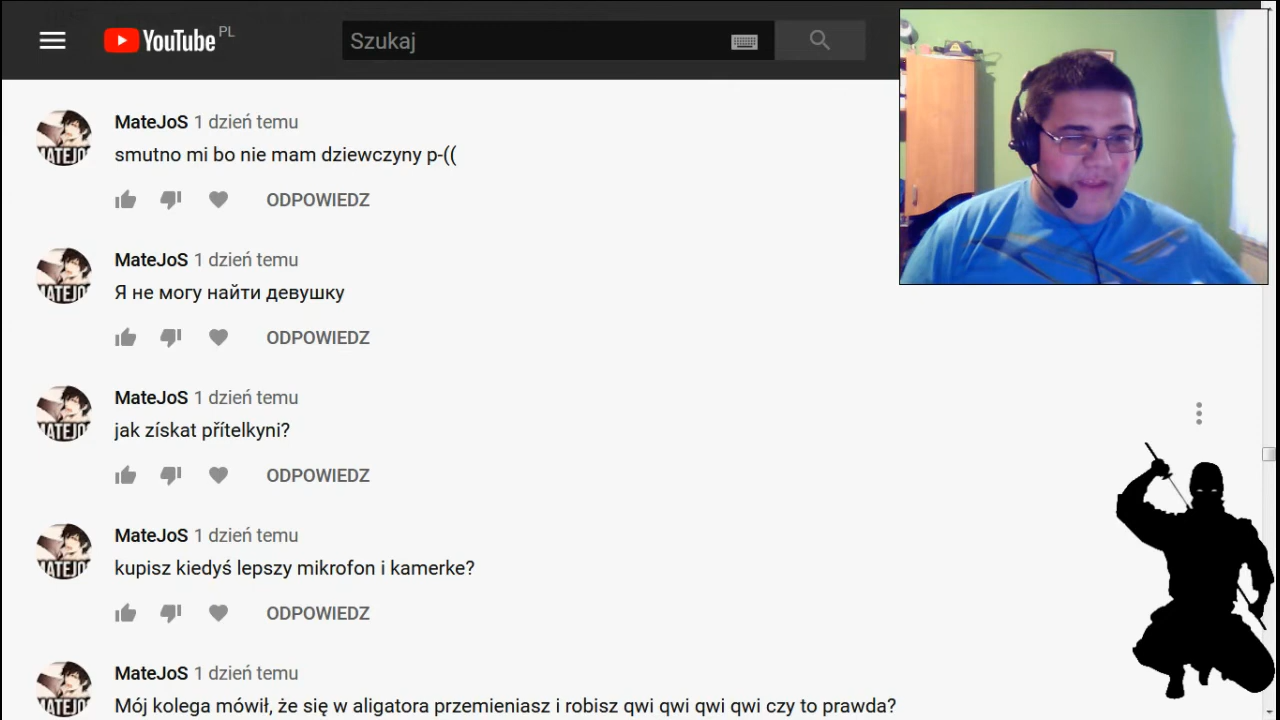 YouTube PL
Szukaj
MateJoS 1 dzień temu
smutno mi bo nie mam dziewczyny p-((
ODPOWIEDZ
MateJoS 1 dzień temu
Я не могу найти девушку
ODPOWIEDZ
MateJoS 1 dzień temu
jak získat přítelkyni?
ODPOWIEDZ
MateJoS 1 dzień temu
kupisz kiedyś lepszy mikrofon i kamerke?
ODPOWIEDZ
MateJoS 1 dzień temu
Mój kolega mówił, że się w aligatora przemieniasz i robisz qwi qwi qwi qwi czy to prawda?